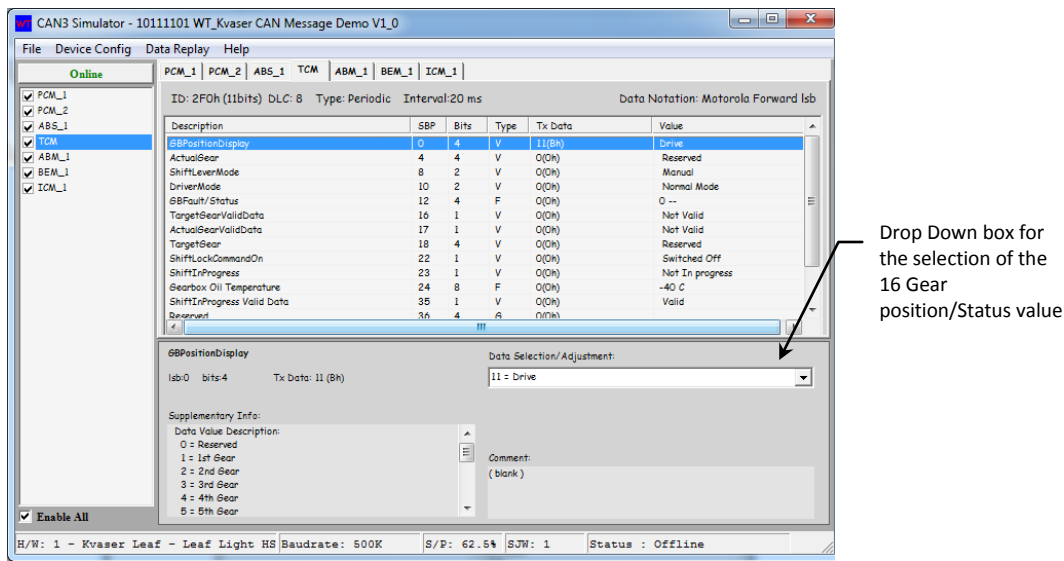 WT CAN3 Simulator - 10111101 WT_Kvaser CAN Message Demo V1_0
File Device Config Data Replay Help
Online
PCM_1
PCM_2
ABS_1
TCM
ABM_1
BEM_1
ICM_1
Enable All
PCM_1 PCM_2 ABS_1 TCM ABM_1 BEM_1 ICM_1
ID: 2F0h (11bits) DLC: 8 Type: Periodic Interval:20 ms Data Notation: Motorola Forward lsb
Description SBP Bits Type Tx Data Value
GBPositionDisplay 0 4 V 11(Bh) Drive
ActualGear 4 4 V 0(0h) Reserved
ShiftLeverMode 8 2 V 0(0h) Manual
DriverMode 10 2 V 0(0h) Normal Mode
GBFault/Status 12 4 F 0(0h) 0 --
TargetGearValidData 16 1 V 0(0h) Not Valid
ActualGearValidData 17 1 V 0(0h) Not Valid
TargetGear 18 4 V 0(0h) Reserved
ShiftLockCommandOn 22 1 V 0(0h) Switched Off
ShiftInProgress 23 1 V 0(0h) Not In progress
Gearbox Oil Temperature 24 8 F 0(0h) -40 C
ShiftInProgress Valid Data 35 1 V 0(0h) Valid
Reserved 36 4 G 0(0h)
GBPositionDisplay
lsb:0 bits:4 Tx Data: 11 (Bh)
Data Selection/Adjustment:
11 = Drive
Supplementary Info:
Data Value Description:
0 = Reserved
1 = 1st Gear
2 = 2nd Gear
3 = 3rd Gear
4 = 4th Gear
5 = 5th Gear
Comment:
( blank )
H/W: 1 - Kvaser Leaf - Leaf Light HS Baudrate: 500K S/P: 62.5% SJW: 1 Status : Offline
Drop Down box for
the selection of the
16 Gear
position/Status value